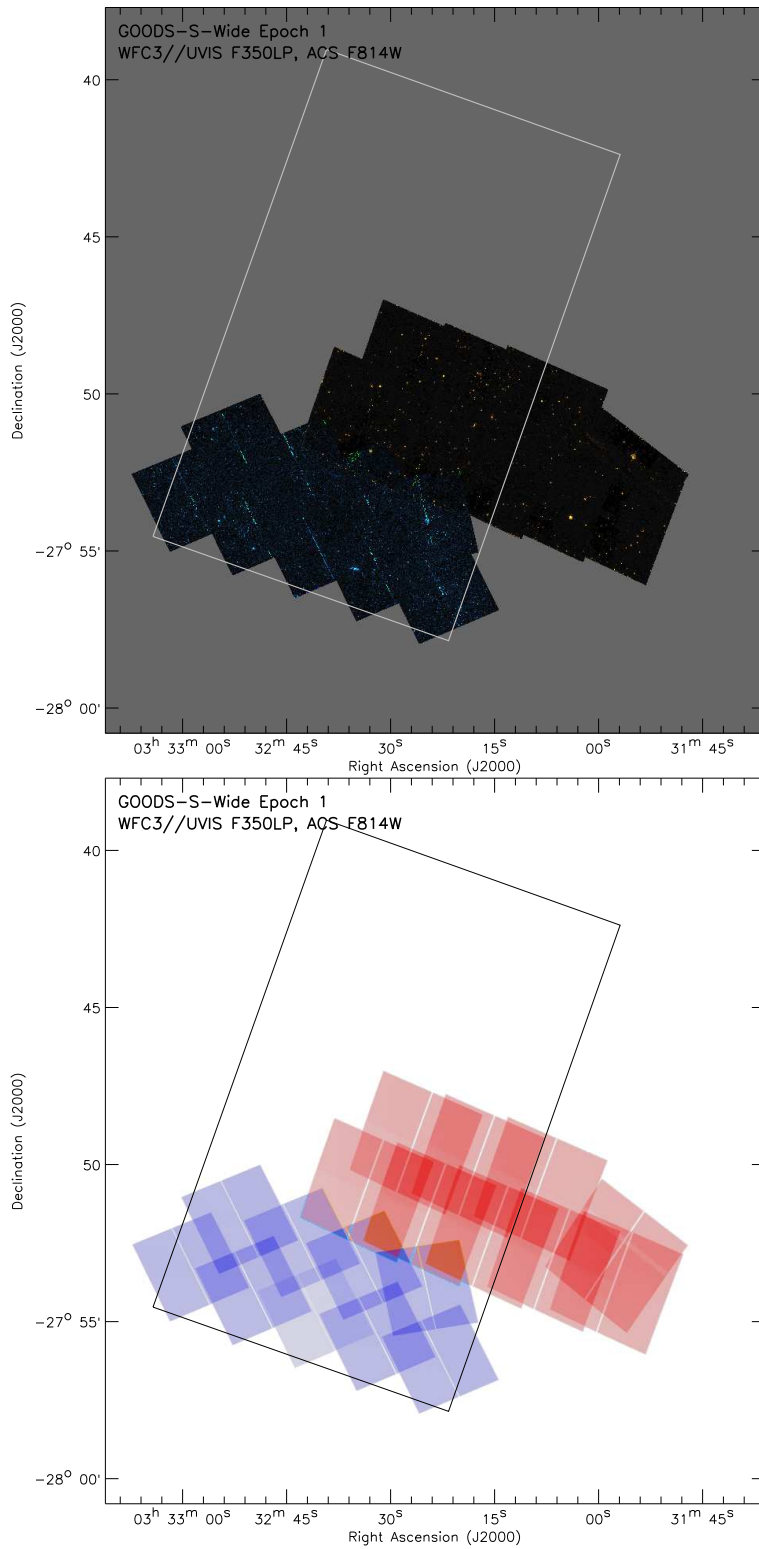 GOODS-S-Wide Epoch 1
WFC3//UVIS F350LP, ACS F814W
40
45
50
-27° 55'
-28° 00'
Declination (J2000)
03h 33m 00s
32m 45s
30s
15s
00s
31m 45s
Right Ascension (J2000)
GOODS-S-Wide Epoch 1
WFC3//UVIS F350LP, ACS F814W
40
45
50
-27° 55'
-28° 00'
Declination (J2000)
03h 33m 00s
32m 45s
30s
15s
00s
31m 45s
Right Ascension (J2000)